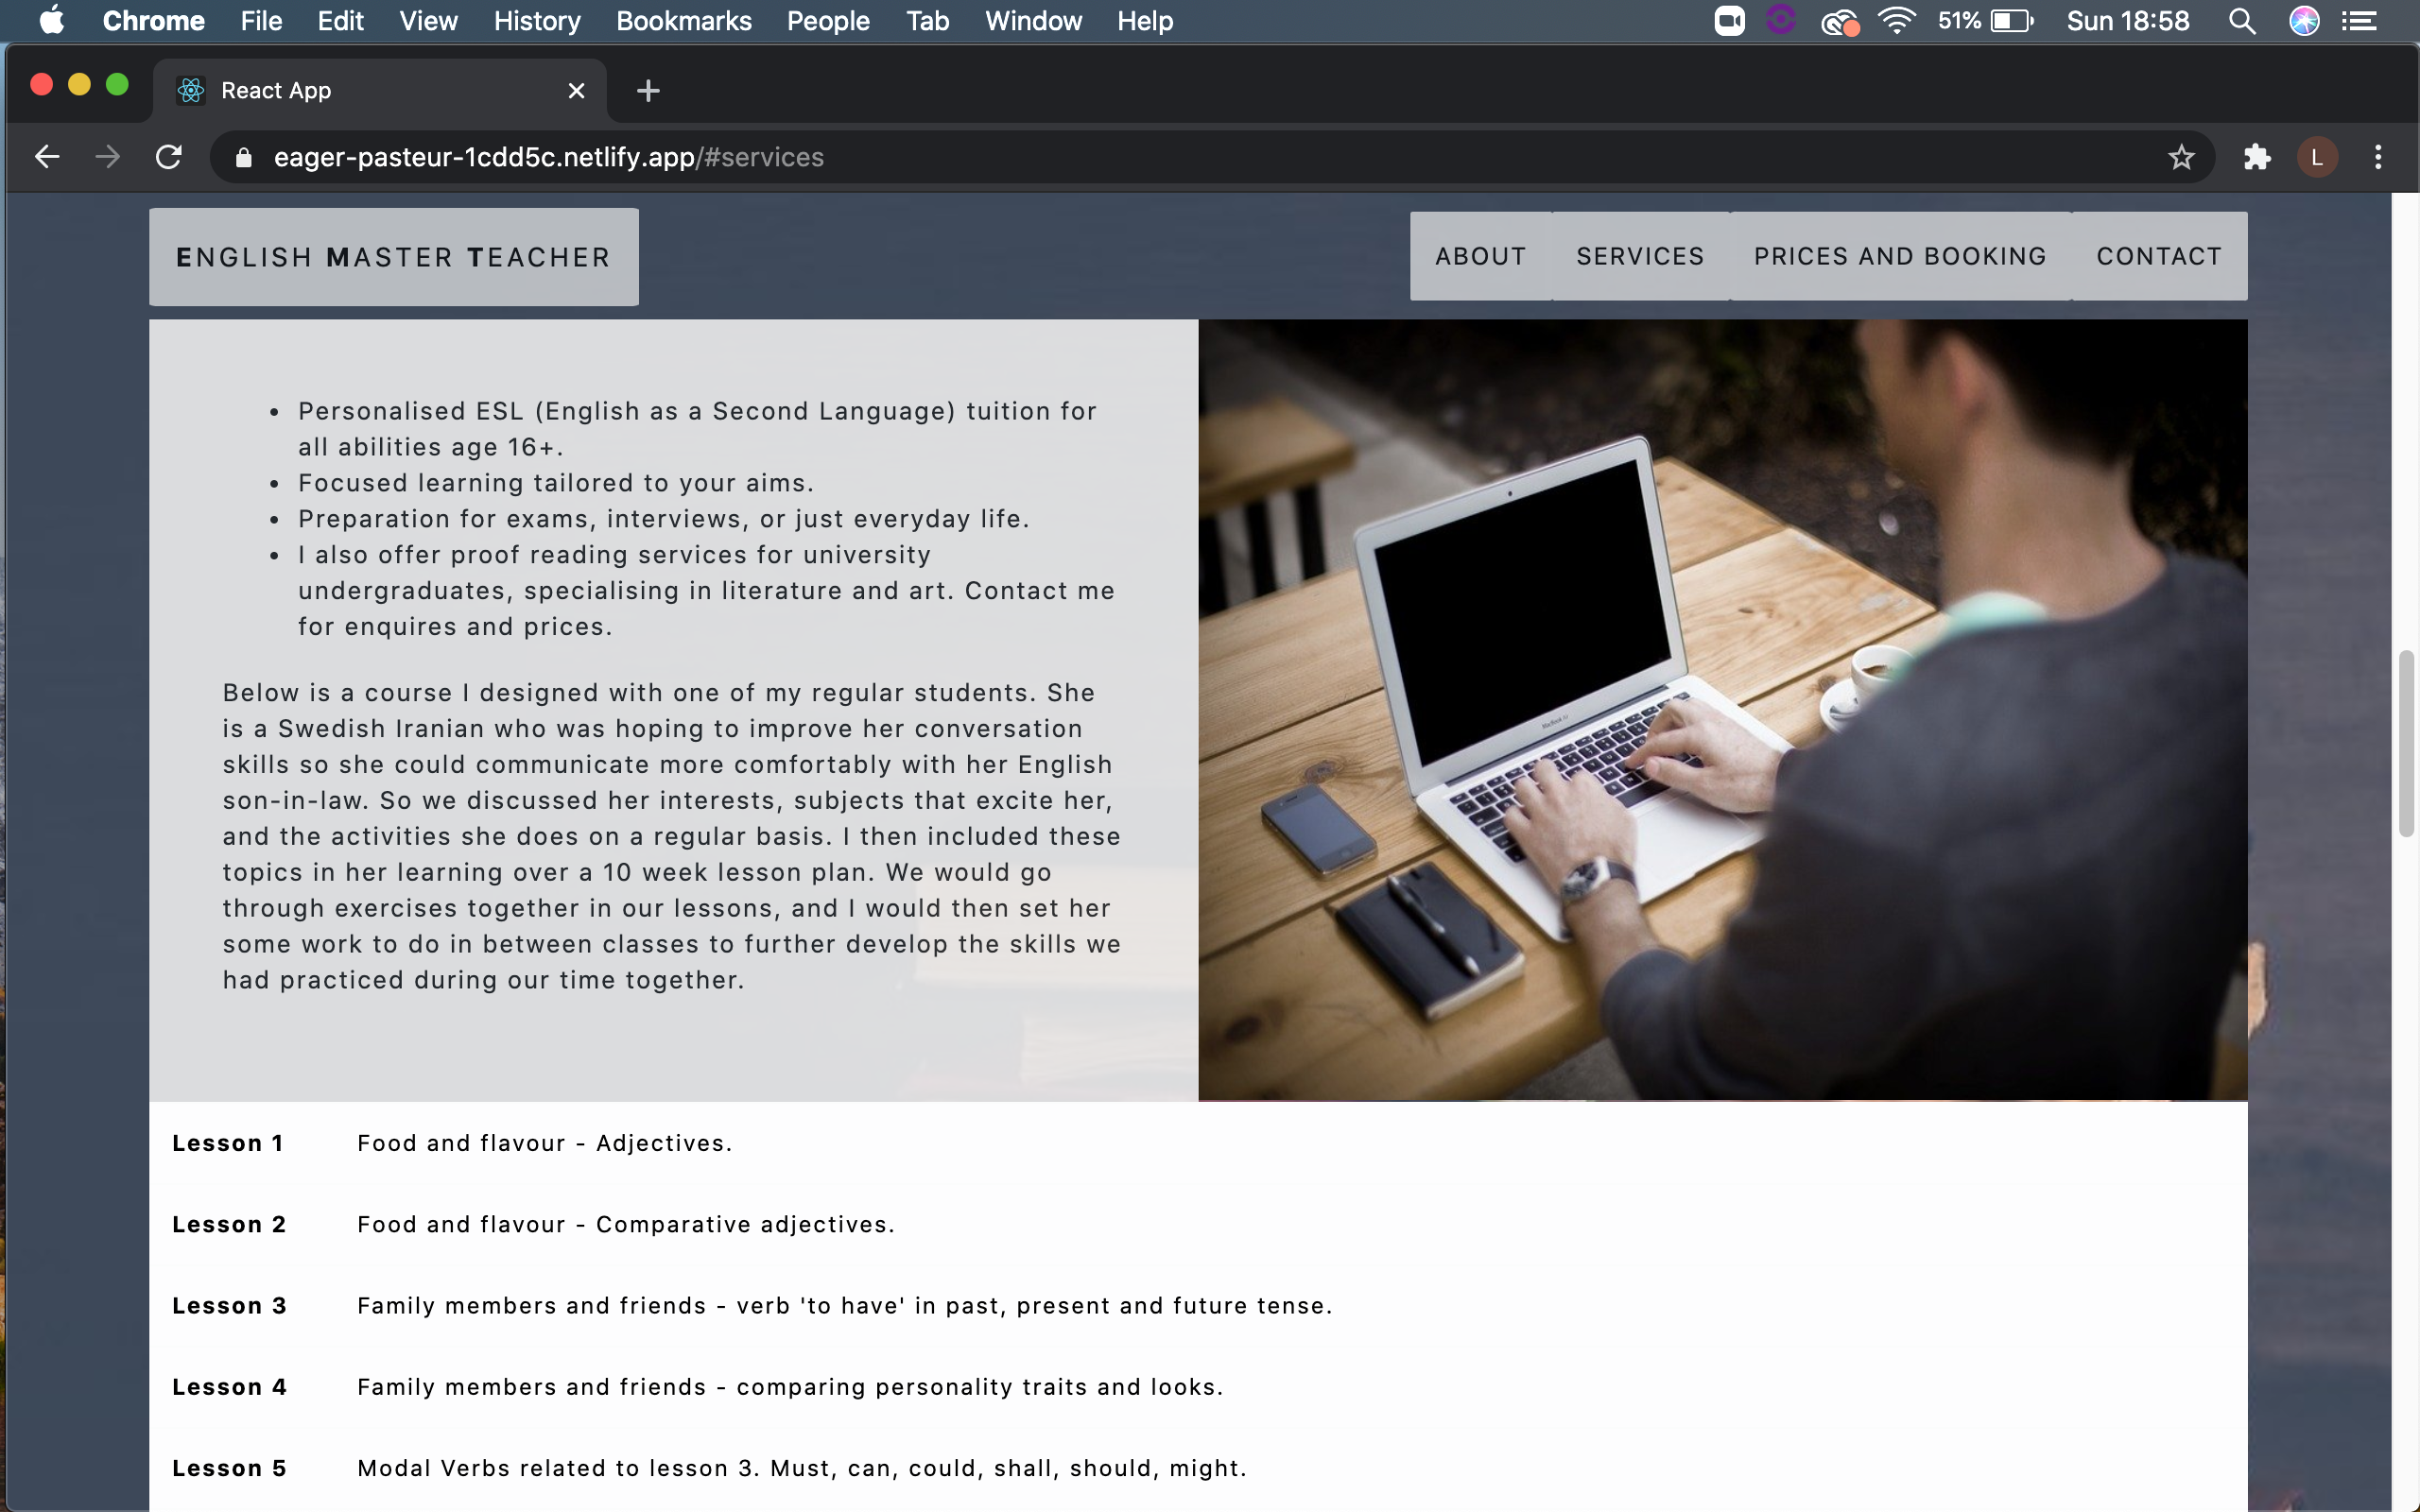 Chrome File Edit View History Bookmarks People Tab Window Help 51% Sun 18:58
React App
eager-pasteur-1cdd5c.netlify.app/#services
L
ENGLISH MASTER TEACHER
ABOUT SERVICES PRICES AND BOOKING CONTACT
• Personalised ESL (English as a Second Language) tuition for
all abilities age 16+.
• Focused learning tailored to your aims.
• Preparation for exams, interviews, or just everyday life.
• I also offer proof reading services for university
undergraduates, specialising in literature and art. Contact me
for enquires and prices.
Below is a course I designed with one of my regular students. She
is a Swedish Iranian who was hoping to improve her conversation
skills so she could communicate more comfortably with her English
son-in-law. So we discussed her interests, subjects that excite her,
and the activities she does on a regular basis. I then included these
topics in her learning over a 10 week lesson plan. We would go
through exercises together in our lessons, and I would then set her
some work to do in between classes to further develop the skills we
had practiced during our time together.
MacBook Air
Lesson 1 Food and flavour - Adjectives.
Lesson 2 Food and flavour - Comparative adjectives.
Lesson 3 Family members and friends - verb 'to have' in past, present and future tense.
Lesson 4 Family members and friends - comparing personality traits and looks.
Lesson 5 Modal Verbs related to lesson 3. Must, can, could, shall, should, might.